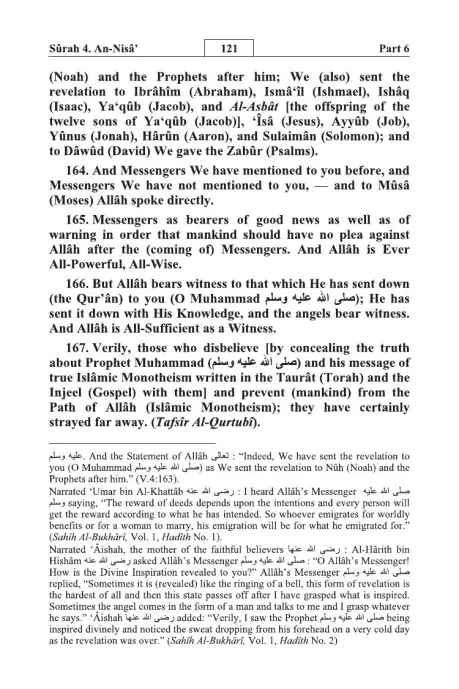 Sûrah 4. An-Nisâ’ 121 Part 6
(Noah) and the Prophets after him; We (also) sent the
revelation to Ibrâhîm (Abraham), Ismâ‘îl (Ishmael), Ishâq
(Isaac), Ya‘qûb (Jacob), and Al-Asbât [the offspring of the
twelve sons of Ya‘qûb (Jacob)], ‘Îsâ (Jesus), Ayyûb (Job),
Yûnus (Jonah), Hârûn (Aaron), and Sulaimân (Solomon); and
to Dâwûd (David) We gave the Zabûr (Psalms).
164. And Messengers We have mentioned to you before, and
Messengers We have not mentioned to you, — and to Mûsâ
(Moses) Allâh spoke directly.
165. Messengers as bearers of good news as well as of
warning in order that mankind should have no plea against
Allâh after the (coming of) Messengers. And Allâh is Ever
All-Powerful, All-Wise.
166. But Allâh bears witness to that which He has sent down
(the Qur’ân) to you (O Muhammad صلى الله عليه وسلم); He has
sent it down with His Knowledge, and the angels bear witness.
And Allâh is All-Sufficient as a Witness.
167. Verily, those who disbelieve [by concealing the truth
about Prophet Muhammad (صلى الله عليه وسلم) and his message of
true Islâmic Monotheism written in the Taurât (Torah) and the
Injeel (Gospel) with them] and prevent (mankind) from the
Path of Allâh (Islâmic Monotheism); they have certainly
strayed far away. (Tafsîr Al-Qurtubî).
عليه وسلم. And the Statement of Allâh تعالى : “Indeed, We have sent the revelation to
you (O Muhammad صلى الله عليه وسلم) as We sent the revelation to Nûh (Noah) and the
Prophets after him.” (V.4:163).
Narrated ‘Umar bin Al-Khattâb رضى الله عنه : I heard Allâh’s Messenger صلى الله عليه
وسلم saying, “The reward of deeds depends upon the intentions and every person will
get the reward according to what he has intended. So whoever emigrates for worldly
benefits or for a woman to marry, his emigration will be for what he emigrated for.”
(Sahîh Al-Bukhârî, Vol. 1, Hadîth No. 1).
Narrated ‘Âishah, the mother of the faithful believers رضى الله عنها : Al-Hârith bin
Hishâm رضى الله عنه asked Allâh’s Messenger صلى الله عليه وسلم : “O Allâh’s Messenger!
How is the Divine Inspiration revealed to you?” Allâh’s Messenger صلى الله عليه وسلم
replied, “Sometimes it is (revealed) like the ringing of a bell, this form of revelation is
the hardest of all and then this state passes off after I have grasped what is inspired.
Sometimes the angel comes in the form of a man and talks to me and I grasp whatever
he says.” ‘Âishah رضى الله عنها added: “Verily, I saw the Prophet صلى الله عليه وسلم being
inspired divinely and noticed the sweat dropping from his forehead on a very cold day
as the revelation was over.” (Sahîh Al-Bukhârî, Vol. 1, Hadîth No. 2)